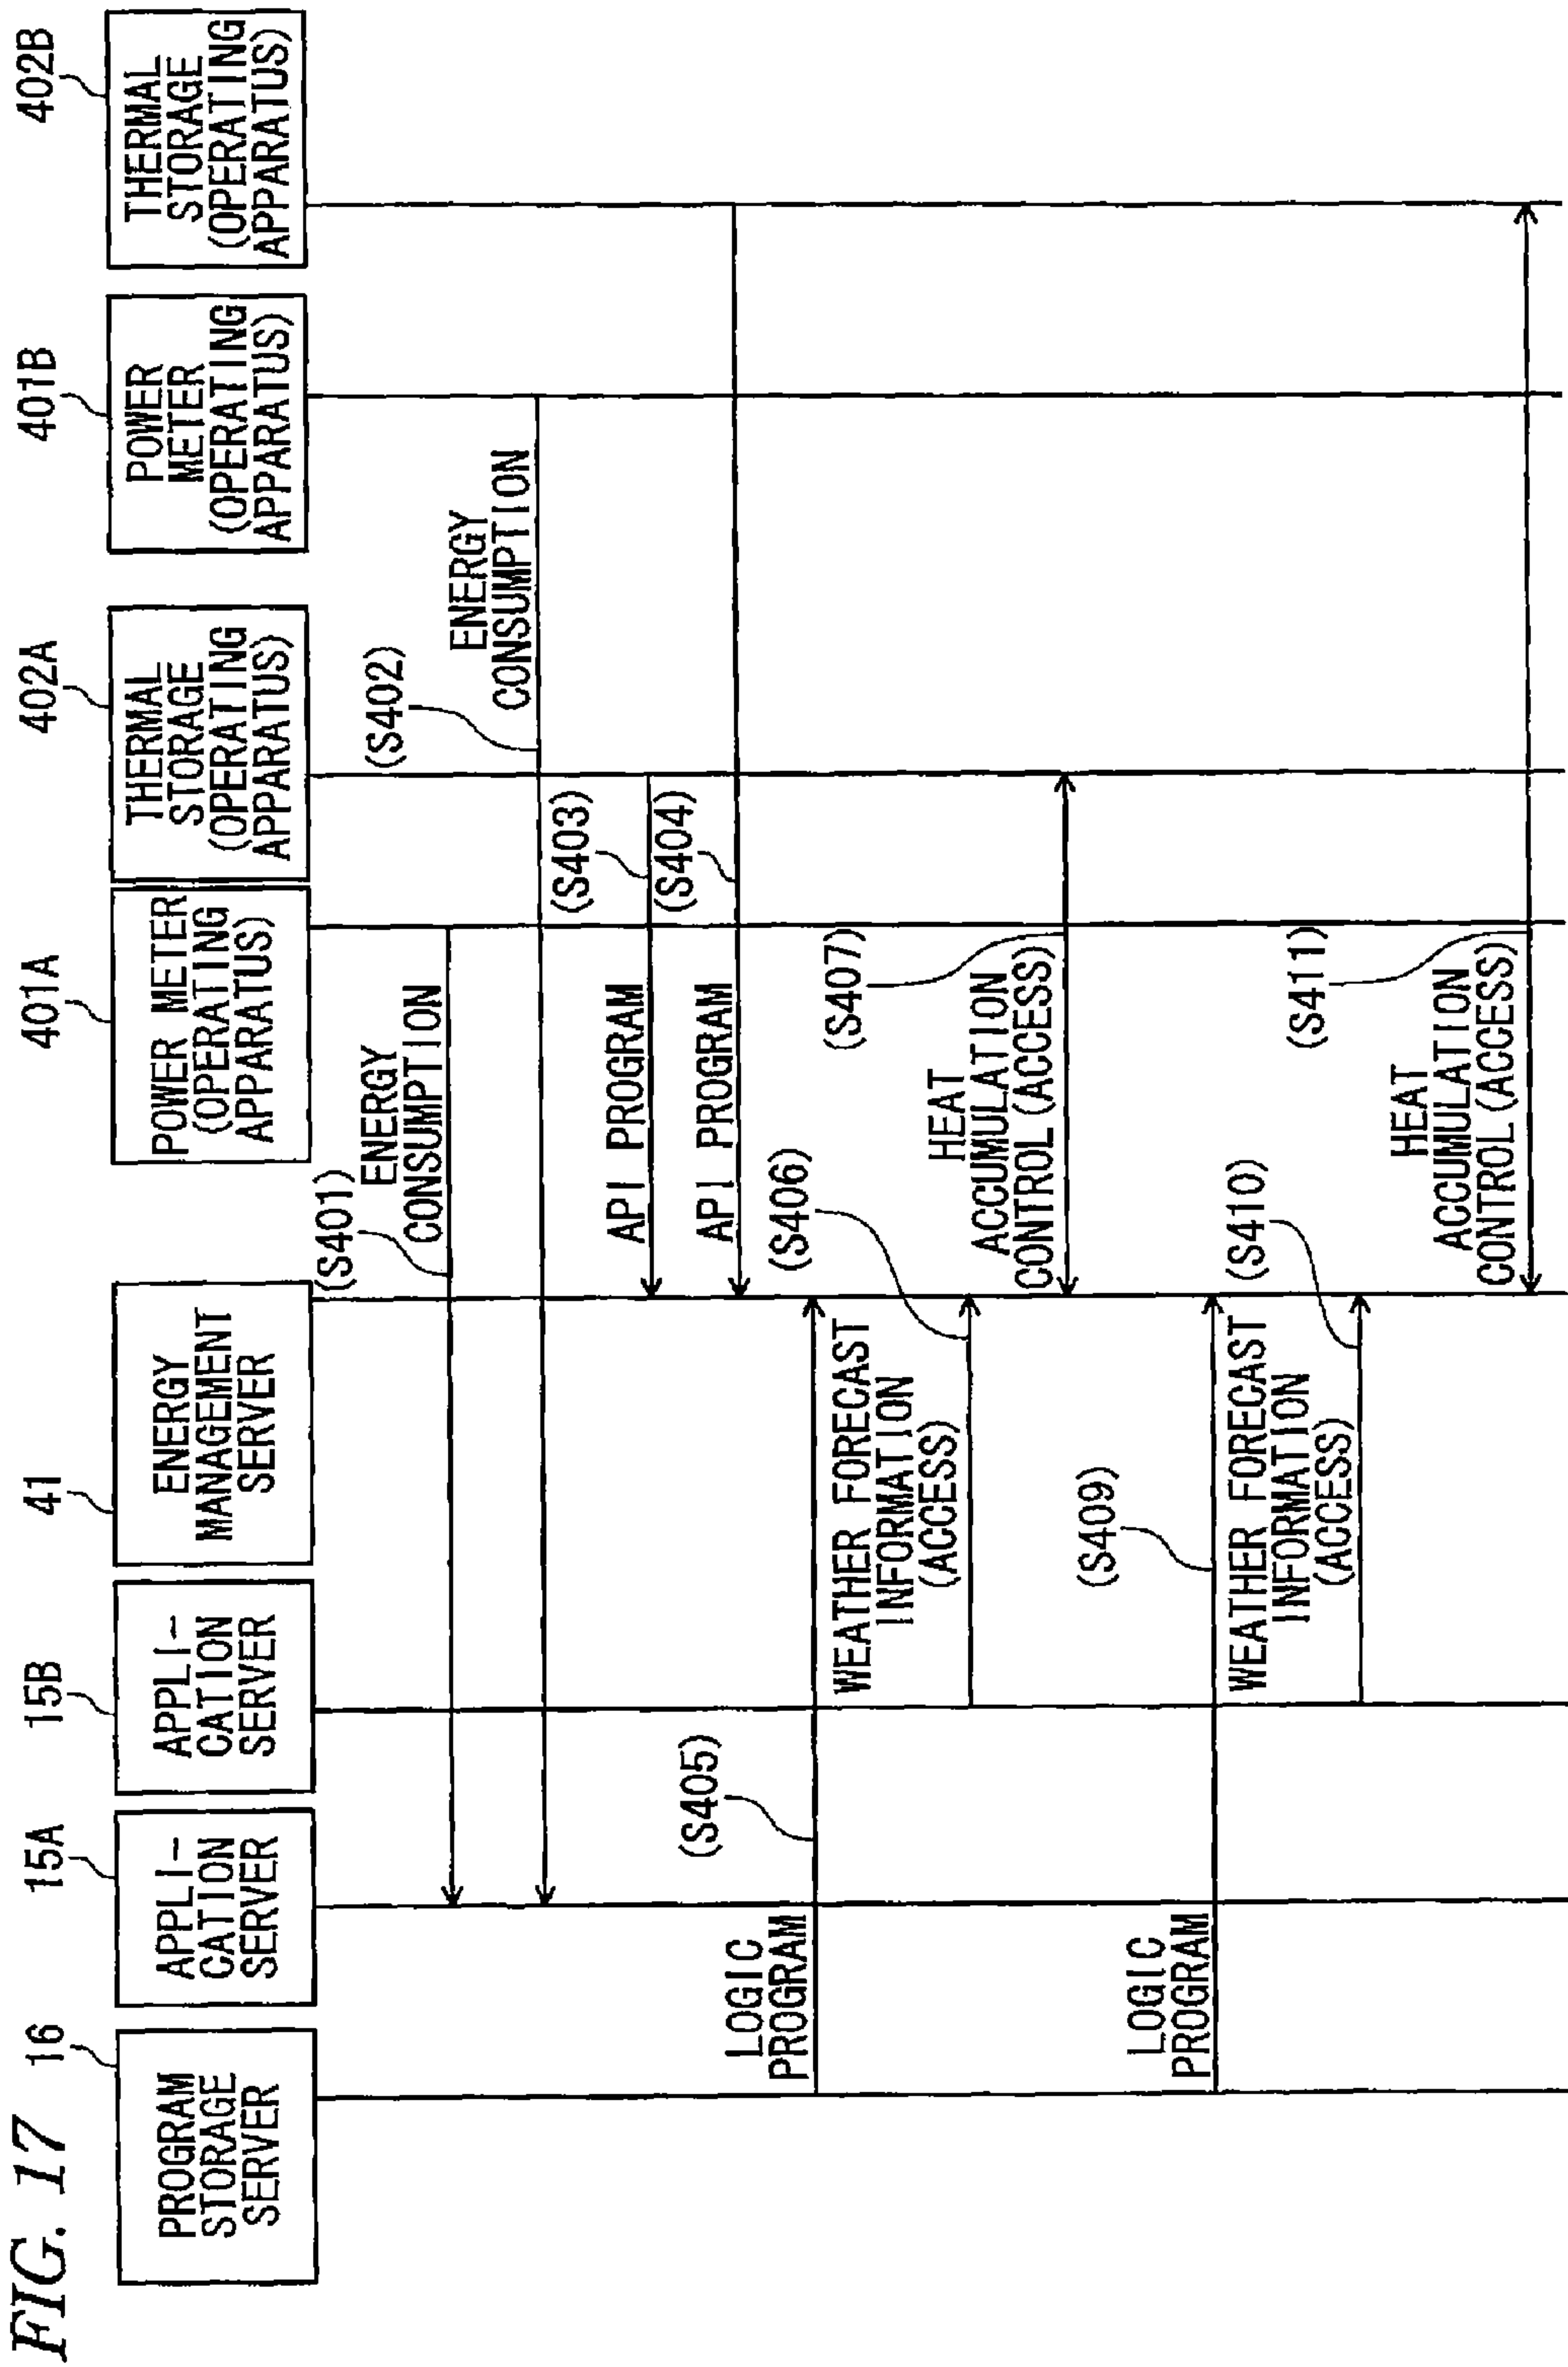 FIG. 17
16
15A
15B
41
401A
402A
401B
402B
PROGRAM
STORAGE
SERVER
APPLI-
CATION
SERVER
APPLI-
CATION
SERVER
ENERGY
MANAGEMENT
SERVER
POWER METER
(OPERATING
APPARATUS)
THERMAL
STORAGE
(OPERATING
APPARATUS)
POWER
METER
(OPERATING
APPARATUS)
THERMAL
STORAGE
(OPERATING
APPARATUS)
(S401)
ENERGY
CONSUMPTION
(S402)
ENERGY
CONSUMPTION
(S403)
API PROGRAM
(S404)
API PROGRAM
(S405)
LOGIC
PROGRAM
(S406)
WEATHER FORECAST
INFORMATION
(ACCESS)
(S407)
HEAT
ACCUMULATION
CONTROL(ACCESS)
(S409)
LOGIC
PROGRAM
(S410)
WEATHER FORECAST
INFORMATION
(ACCESS)
(S411)
HEAT
ACCUMULATION
CONTROL(ACCESS)